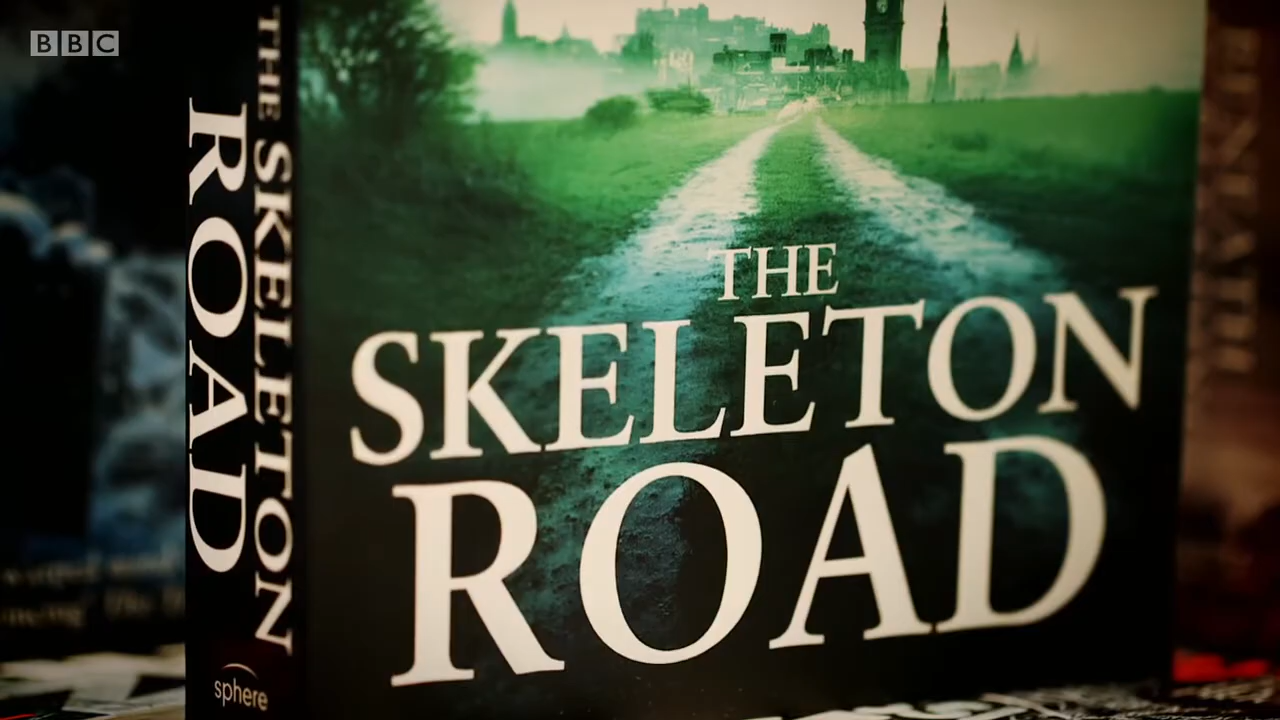 BBC
THE SKELETON
ROAD
sphere
THE
SKELETON
ROAD